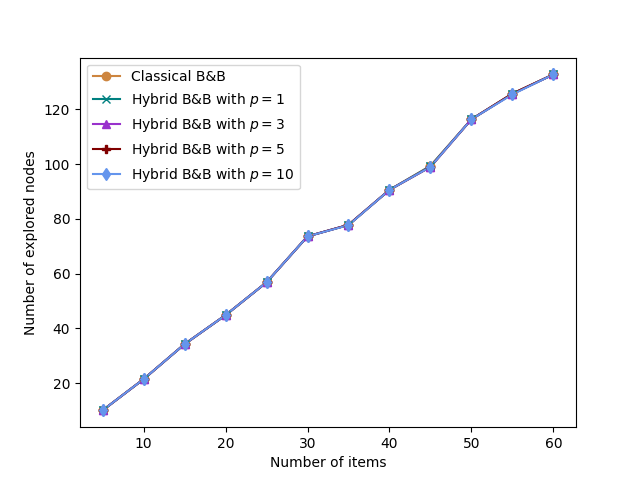 Classical B&B
Hybrid B&B with p = 1
Hybrid B&B with p = 3
Hybrid B&B with p = 5
Hybrid B&B with p = 10
Number of explored nodes
120
100
80
60
40
20
10 20 30 40 50 60
Number of items